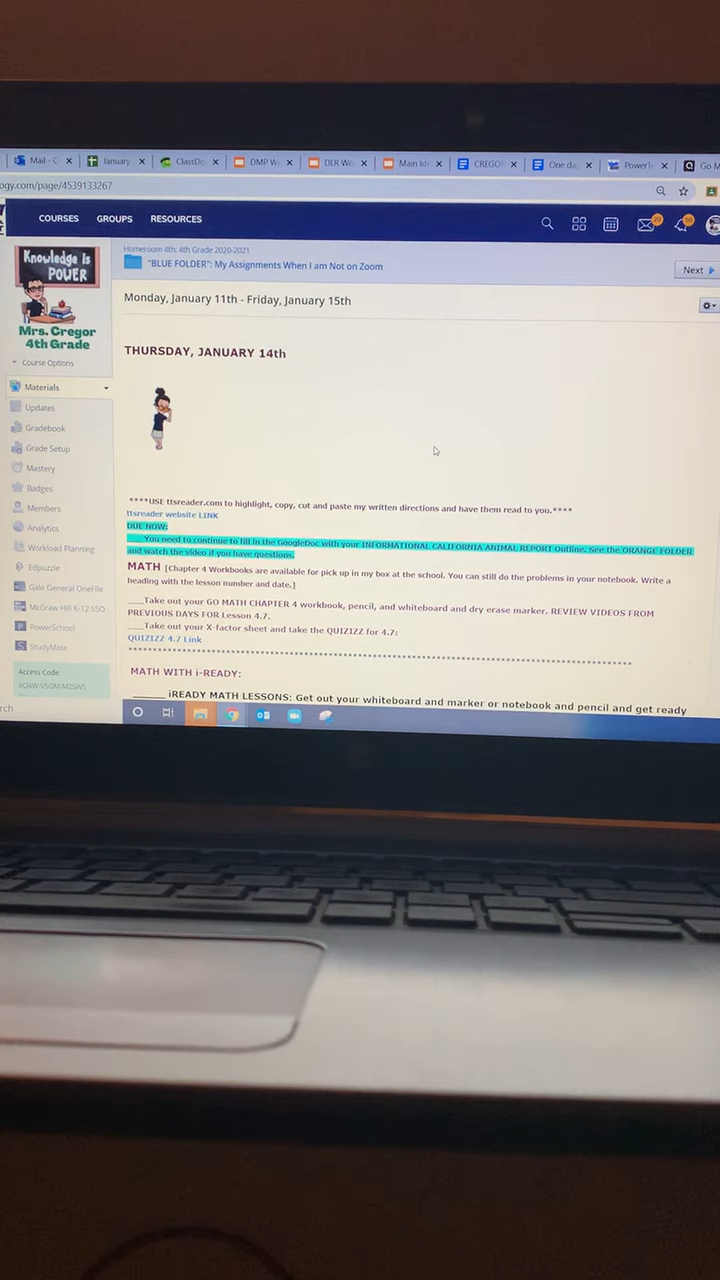 Mail - C
January
ClassDo
DMP W
DLR We
Main Id
CREGO
One da
PowerTe
Go M
ogy.com/page/4539133267
COURSES GROUPS RESOURCES
Knowledge is
POWER
Mrs. Cregor
4th Grade
Course Options
Materials
Updates
Gradebook
Grade Setup
Mastery
Badges
Members
Analytics
Workload Planning
Edpuzzle
Gale General OneFile
McGraw Hill K-12 SSO
PowerSchool
StudyMate
Access Code
rch
Homeroom 4th: 4th Grade 2020-2021
"BLUE FOLDER": My Assignments When I am Not on Zoom
Next
Monday, January 11th - Friday, January 15th
THURSDAY, JANUARY 14th
****USE ttsreader.com to highlight, copy, cut and paste my written directions and have them read to you.****
ttsreader website LINK
DUE NOW:
____You need to continue to fill in the GoogleDoc with your INFORMATIONAL CALIFORNIA ANIMAL REPORT Outline. See the ORANGE FOLDER
and watch the video if you have questions.
MATH [Chapter 4 Workbooks are available for pick up in my box at the school. You can still do the problems in your notebook. Write a
heading with the lesson number and date.]
____Take out your GO MATH CHAPTER 4 workbook, pencil, and whiteboard and dry erase marker. REVIEW VIDEOS FROM
PREVIOUS DAYS FOR Lesson 4.7.
____Take out your X-factor sheet and take the QUIZIZZ for 4.7:
QUIZIZZ 4.7 Link
MATH WITH i-READY:
______ iREADY MATH LESSONS: Get out your whiteboard and marker or notebook and pencil and get ready